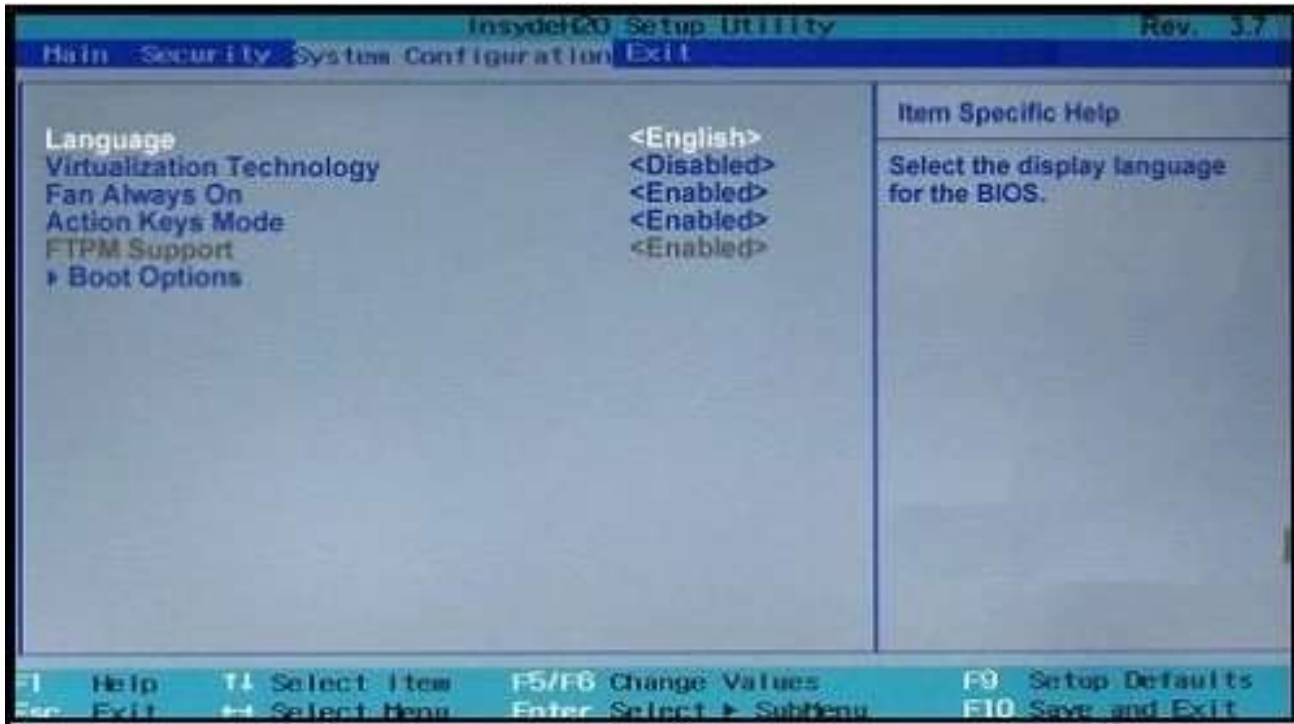 InsydeH2O Setup Utility Rev. 3.7
Main Security System Configuration Exit
Item Specific Help
Language <English>
Virtualization Technology <Disabled>
Fan Always On <Enabled>
Action Keys Mode <Enabled>
FTPM Support <Enabled>
▸ Boot Options
Select the display language
for the BIOS.
F1 Help ↑↓ Select item F5/F6 Change Values F9 Setup Defaults
Esc Exit ←→ Select Menu Enter Select ▶ SubMenu F10 Save and Exit